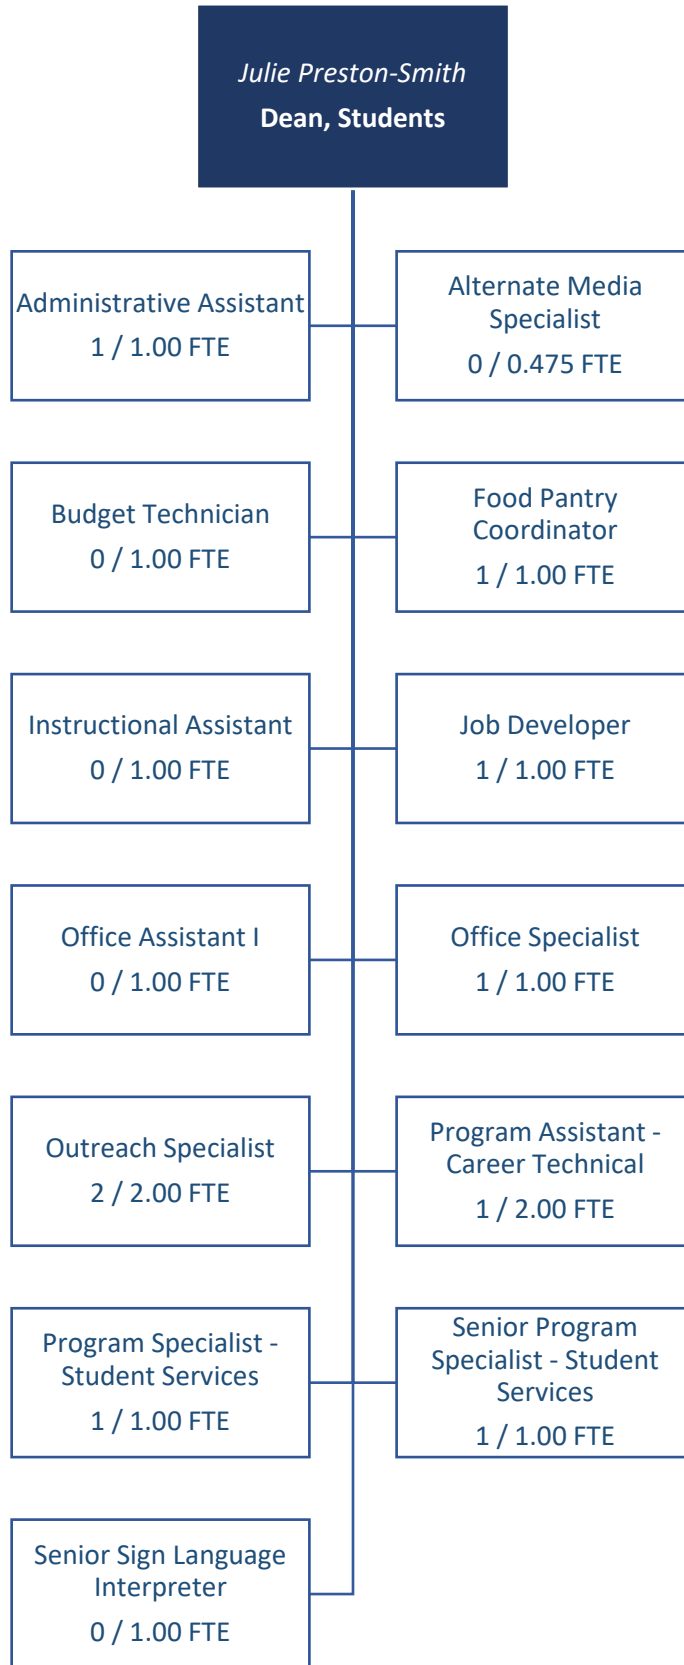 Julie Preston-Smith
Dean, Students
Administrative Assistant
1 / 1.00 FTE
Alternate Media
Specialist
0 / 0.475 FTE
Budget Technician
0 / 1.00 FTE
Food Pantry
Coordinator
1 / 1.00 FTE
Instructional Assistant
0 / 1.00 FTE
Job Developer
1 / 1.00 FTE
Office Assistant I
0 / 1.00 FTE
Office Specialist
1 / 1.00 FTE
Outreach Specialist
2 / 2.00 FTE
Program Assistant -
Career Technical
1 / 2.00 FTE
Program Specialist -
Student Services
1 / 1.00 FTE
Senior Program
Specialist - Student
Services
1 / 1.00 FTE
Senior Sign Language
Interpreter
0 / 1.00 FTE